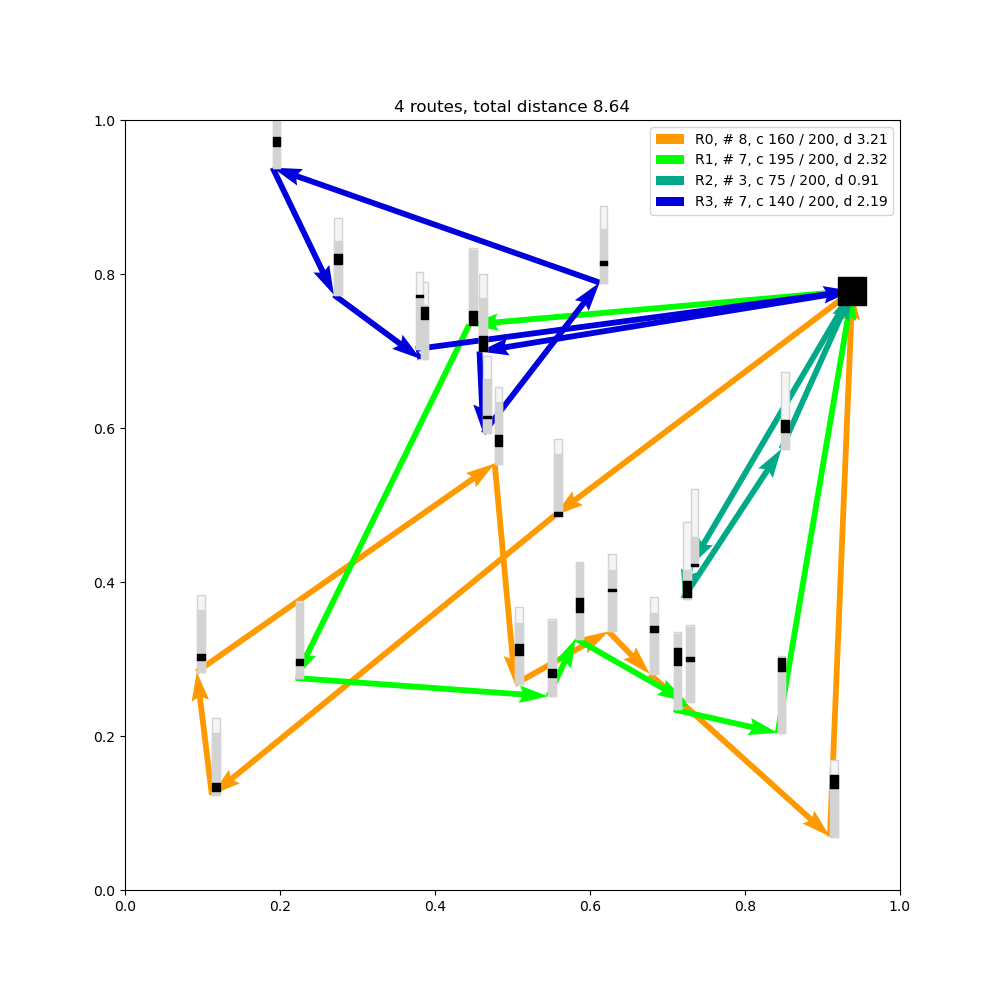 4 routes, total distance 8.64
R0, # 8, c 160 / 200, d 3.21
R1, # 7, c 195 / 200, d 2.32
R2, # 3, c 75 / 200, d 0.91
R3, # 7, c 140 / 200, d 2.19
1.0
0.8
0.6
0.4
0.2
0.0
0.0 0.2 0.4 0.6 0.8 1.0